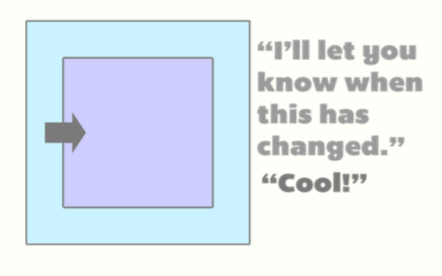 “I’ll let you
know when
this has
changed.”
“Cool!”